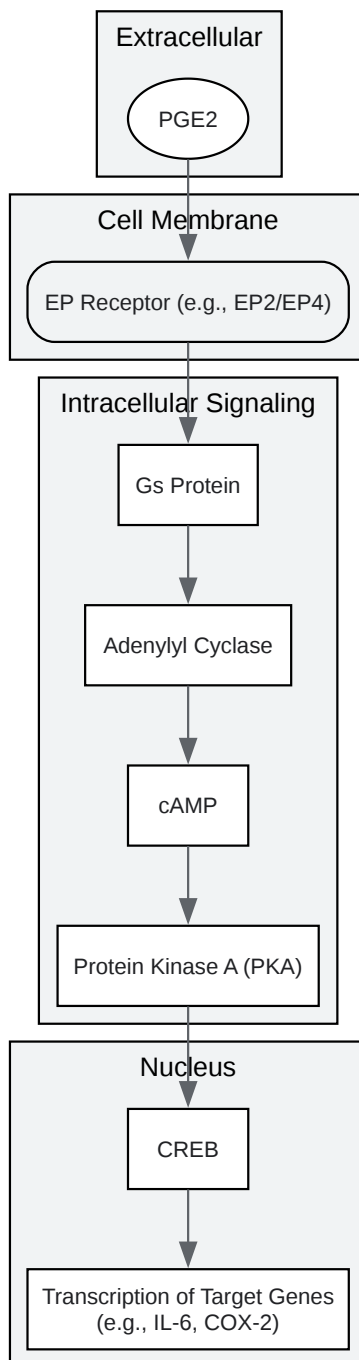 Extracellular
PGE2
Cell Membrane
EP Receptor (e.g., EP2/EP4)
Intracellular Signaling
Gs Protein
Adenylyl Cyclase
cAMP
Protein Kinase A (PKA)
Nucleus
CREB
Transcription of Target Genes
(e.g., IL-6, COX-2)